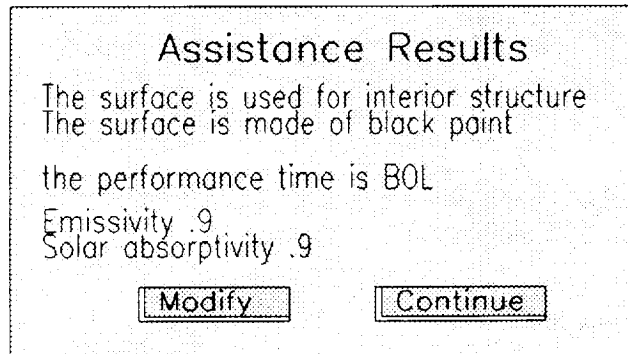 Assistance Results
The surface is used for interior structure
The surface is made of black paint
the performance time is BOL
Emissivity .9
Solar absorptivity .9
Modify
Continue